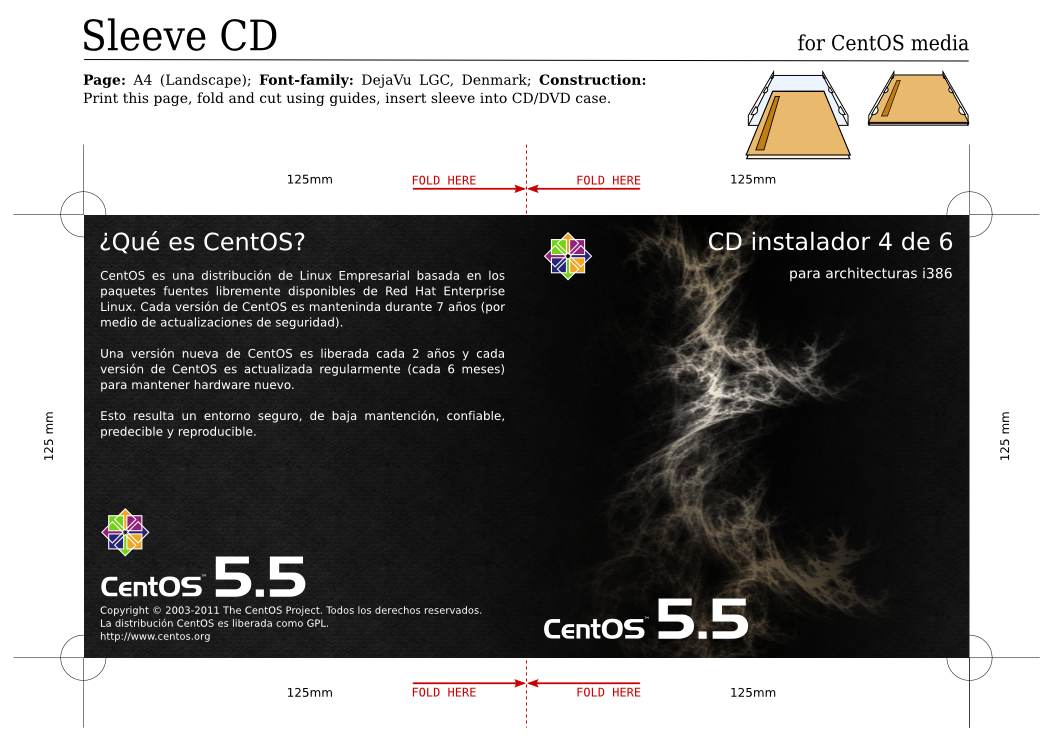 Sleeve CD
for CentOS media
Page: A4 (Landscape); Font-family: DejaVu LGC, Denmark; Construction:
Print this page, fold and cut using guides, insert sleeve into CD/DVD case.
125mm
FOLD HERE
FOLD HERE
125mm
125 mm
¿Qué es CentOS?
CentOS es una distribución de Linux Empresarial basada en los
paquetes fuentes libremente disponibles de Red Hat Enterprise
Linux. Cada versión de CentOS es manteninda durante 7 años (por
medio de actualizaciones de seguridad).
Una versión nueva de CentOS es liberada cada 2 años y cada
versión de CentOS es actualizada regularmente (cada 6 meses)
para mantener hardware nuevo.
Esto resulta un entorno seguro, de baja mantención, confiable,
predecible y reproducible.
CentOS™ 5.5
Copyright © 2003-2011 The CentOS Project. Todos los derechos reservados.
La distribución CentOS es liberada como GPL.
http://www.centos.org
CD instalador 4 de 6
para architecturas i386
CentOS™ 5.5
125 mm
125mm
FOLD HERE
FOLD HERE
125mm